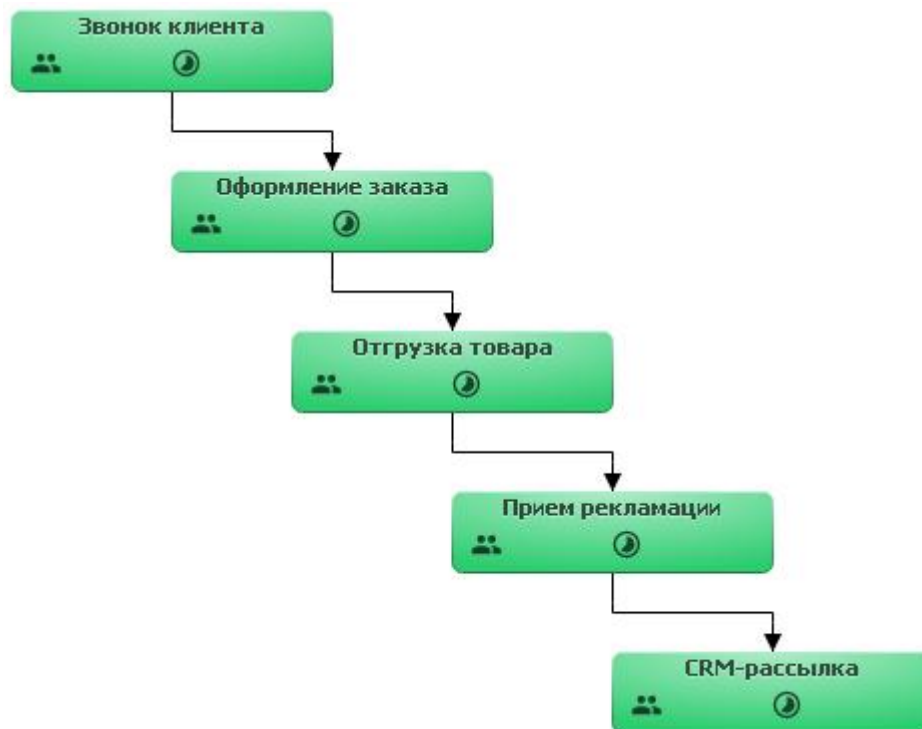 Звонок клиента
Оформление заказа
Отгрузка товара
Прием рекламации
CRM-рассылка